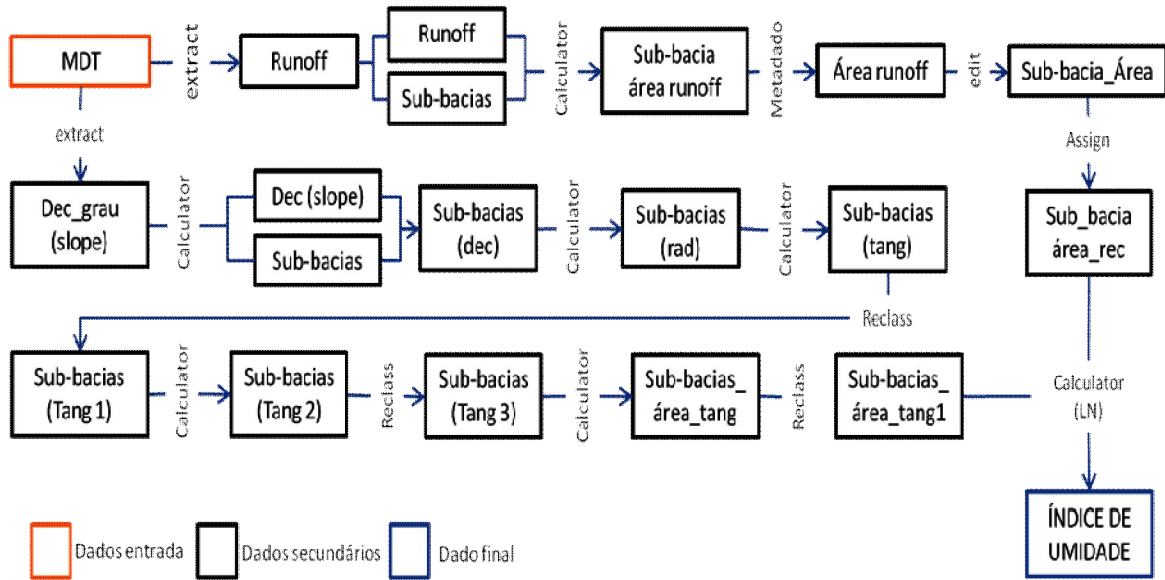 MDT
extract
Runoff
Runoff
Sub-bacias
Calculator
Sub-bacia
área runoff
Metadado
Área runoff
edit
Sub-bacia_Área
extract
Assign
Dec_grau
(slope)
Calculator
Dec (slope)
Sub-bacias
Sub-bacias
(dec)
Calculator
Sub-bacias
(rad)
Calculator
Sub-bacias
(tang)
Sub_bacia
área_rec
Reclass
Sub-bacias
(Tang 1)
Calculator
Sub-bacias
(Tang 2)
Reclass
Sub-bacias
(Tang 3)
Calculator
Sub-bacias_
área_tang
Reclass
Sub-bacias_
área_tang1
Calculator
(LN)
ÍNDICE DE
UMIDADE
Dados entrada
Dados secundários
Dado final